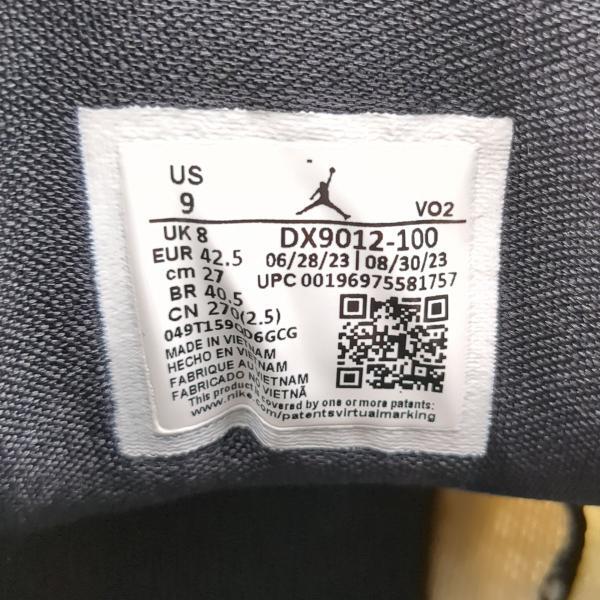 US
9
VO2
UK 8
EUR 42.5
cm 27
BR 40.5
CN 270(2.5)
DX9012-100
06/28/23 | 08/30/23
UPC 00196975581757
MADE IN VIETNAM
HECHO EN VIETNAM
FABRIQUE AU VIETNAM
FABRICADO NO VIETNÃ
This product is covered by one or more patents:
www.nike.com/patentsvirtualmarking